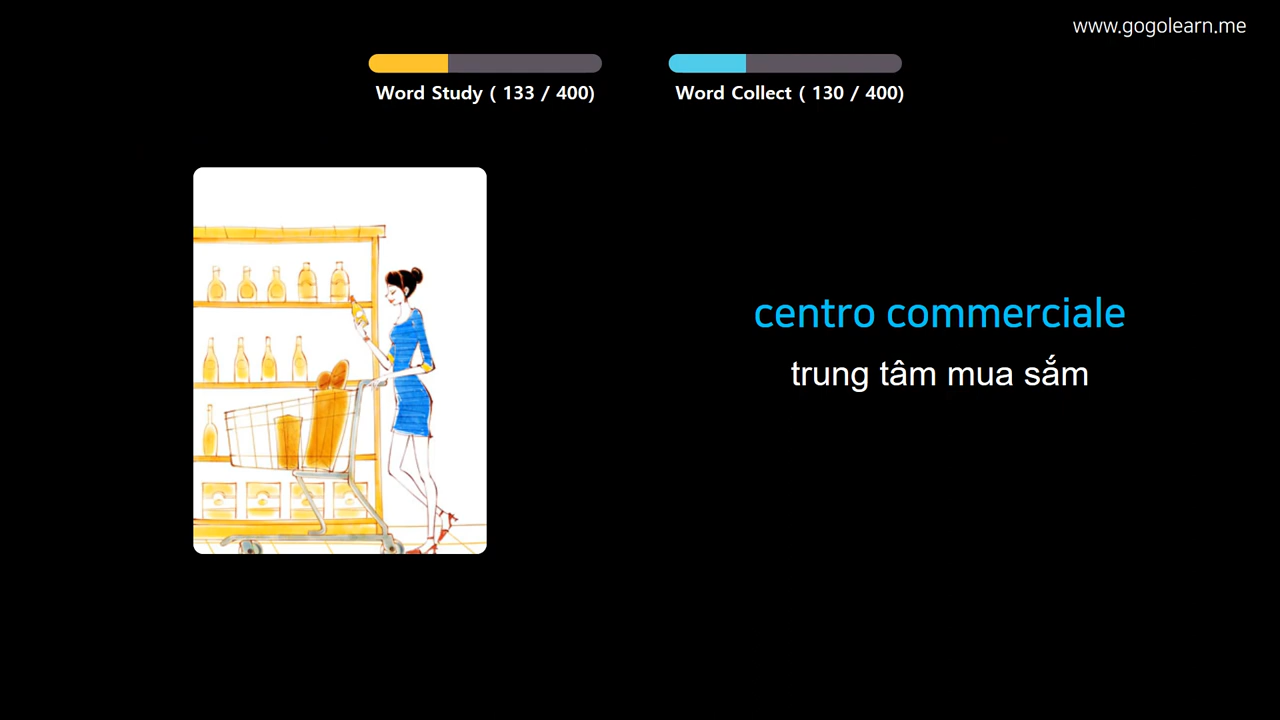 www.gogolearn.me
Word Study ( 133 / 400)
Word Collect ( 130 / 400)
centro commerciale
trung tâm mua sắm